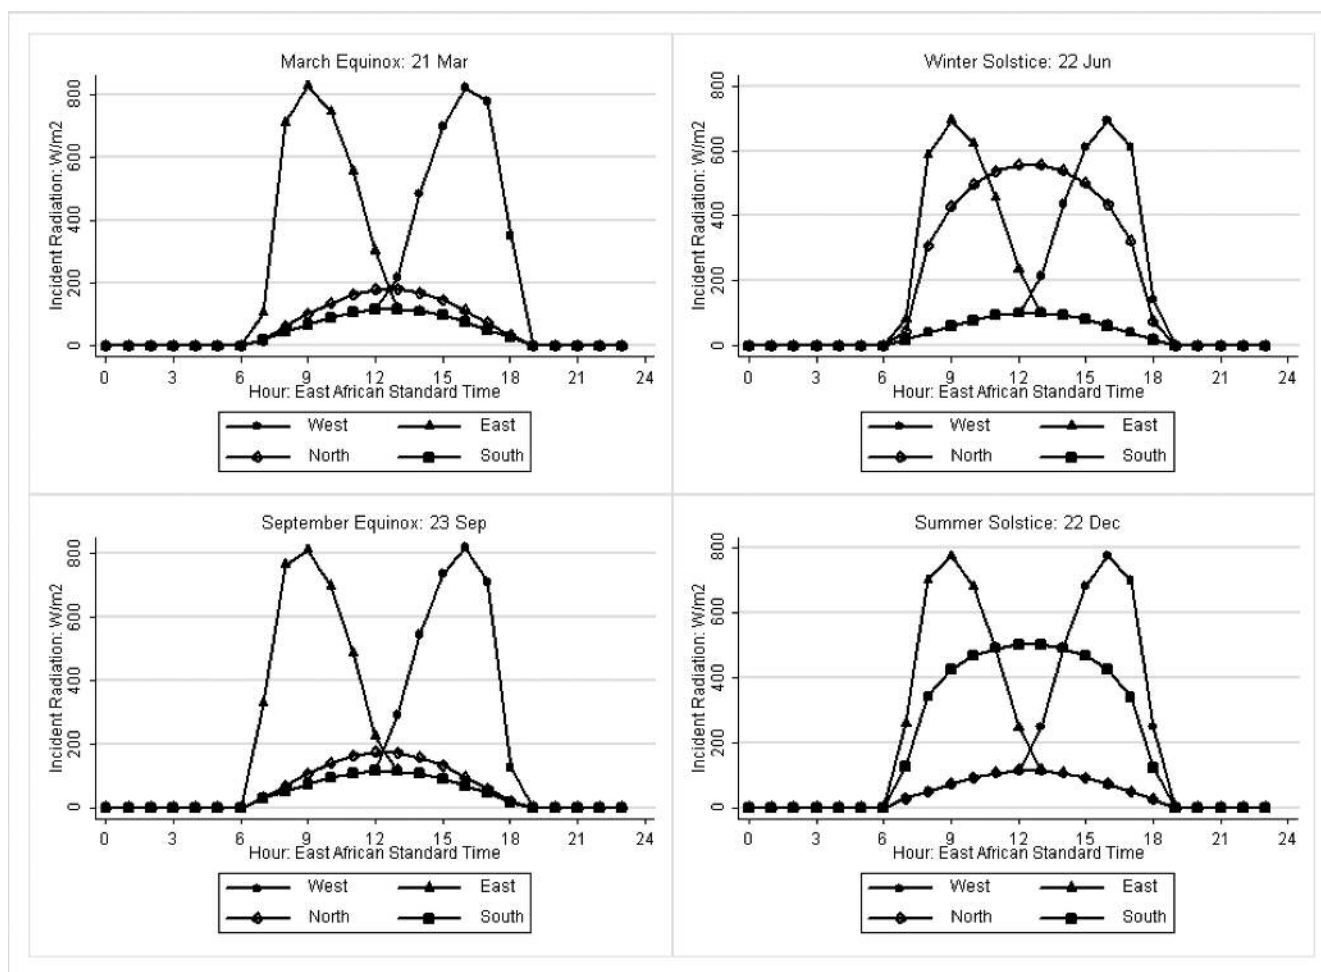 March Equinox: 21 Mar
Incident Radiation: W/m2
800
600
400
200
0
0 3 6 9 12 15 18 21 24
Hour: East African Standard Time
West East
North South
Winter Solstice: 22 Jun
Incident Radiation: W/m2
800
600
400
200
0
0 3 6 9 12 15 18 21 24
Hour: East African Standard Time
West East
North South
September Equinox: 23 Sep
Incident Radiation: W/m2
800
600
400
200
0
0 3 6 9 12 15 18 21 24
Hour: East African Standard Time
West East
North South
Summer Solstice: 22 Dec
Incident Radiation: W/m2
800
600
400
200
0
0 3 6 9 12 15 18 21 24
Hour: East African Standard Time
West East
North South